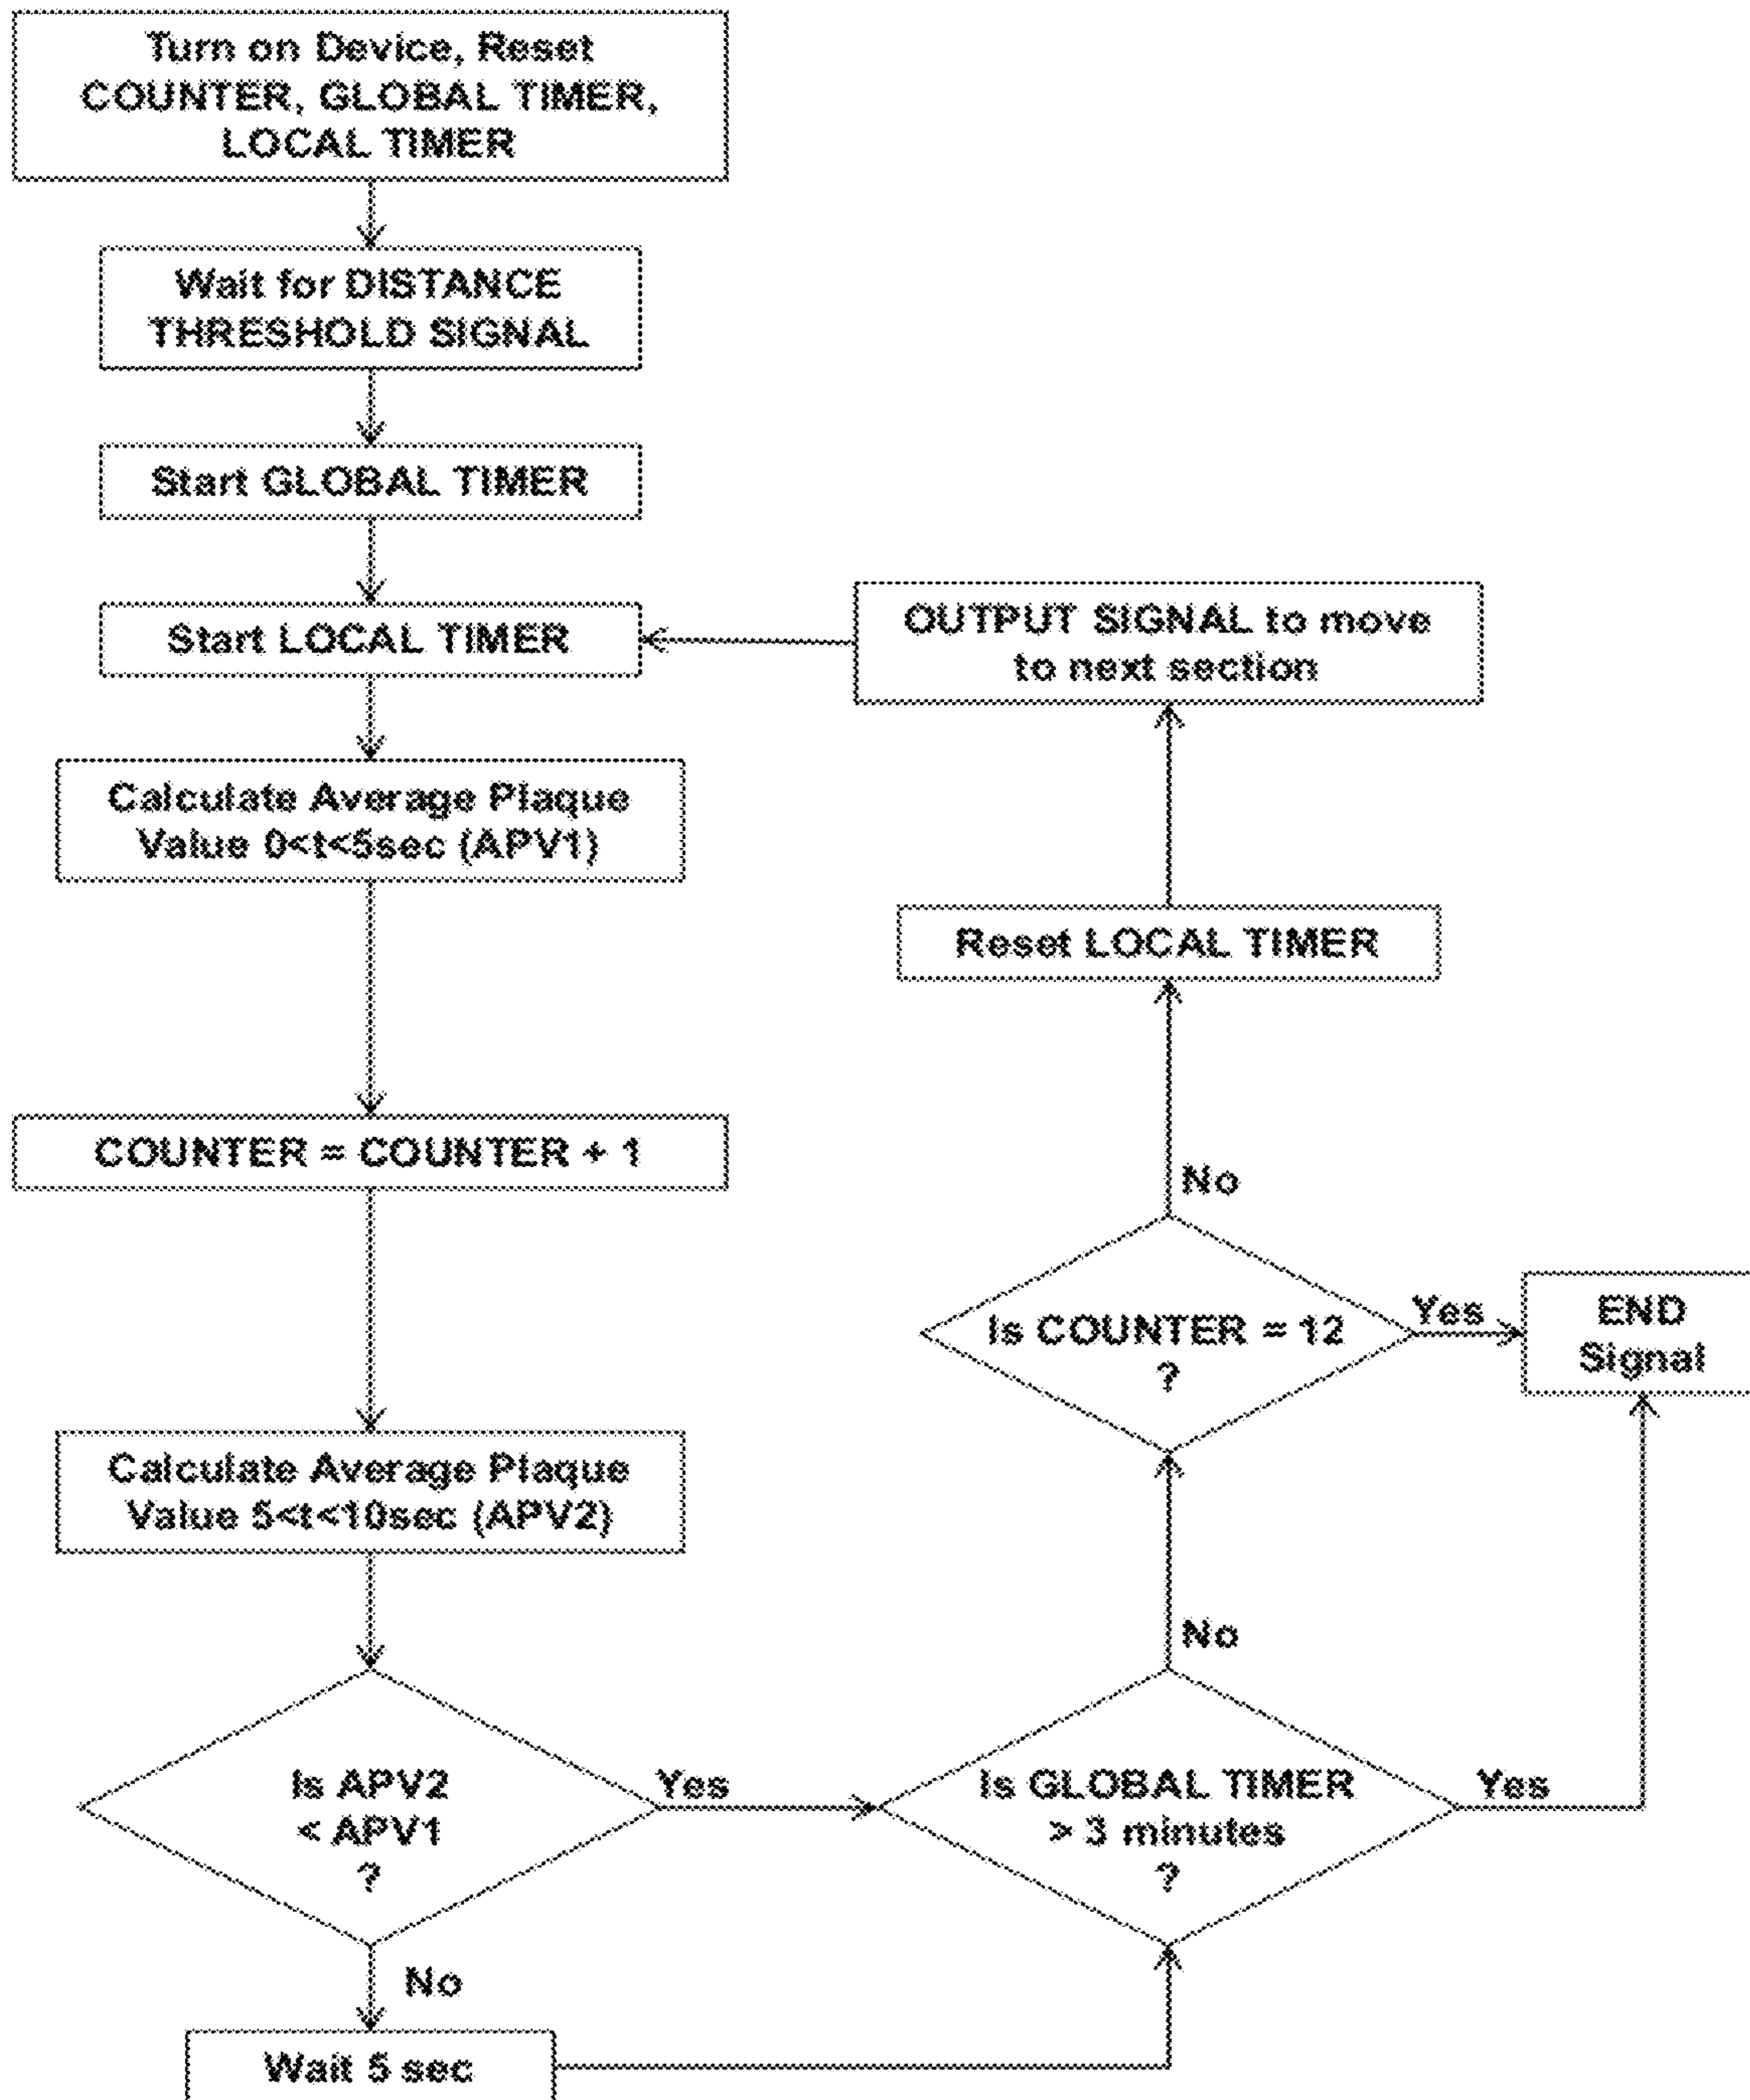 Turn on Device, Reset
COUNTER, GLOBAL TIMER,
LOCAL TIMER
Wait for DISTANCE
THRESHOLD SIGNAL
Start GLOBAL TIMER
Start LOCAL TIMER
OUTPUT SIGNAL to move
to next section
Calculate Average Plaque
Value 0<t<5sec (APV1)
Reset LOCAL TIMER
COUNTER = COUNTER + 1
No
Is COUNTER = 12
?
Yes
END
Signal
Calculate Average Plaque
Value 5<t<10sec (APV2)
No
Is APV2
< APV1
?
Yes
Is GLOBAL TIMER
> 3 minutes
?
Yes
No
Wait 5 sec